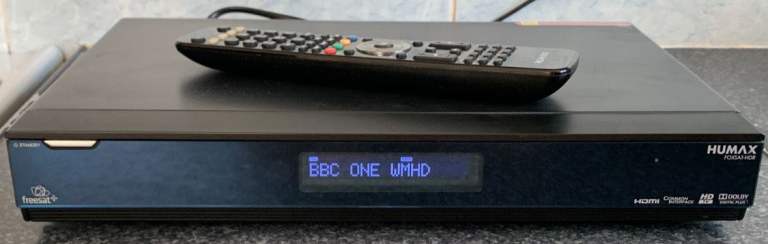 STANDBY
HUMAX
FOXSAT-HDR
BBC ONE WMHD
freesat+
HDMI
COMMON INTERFACE
HD
DOLBY
DIGITAL PLUS